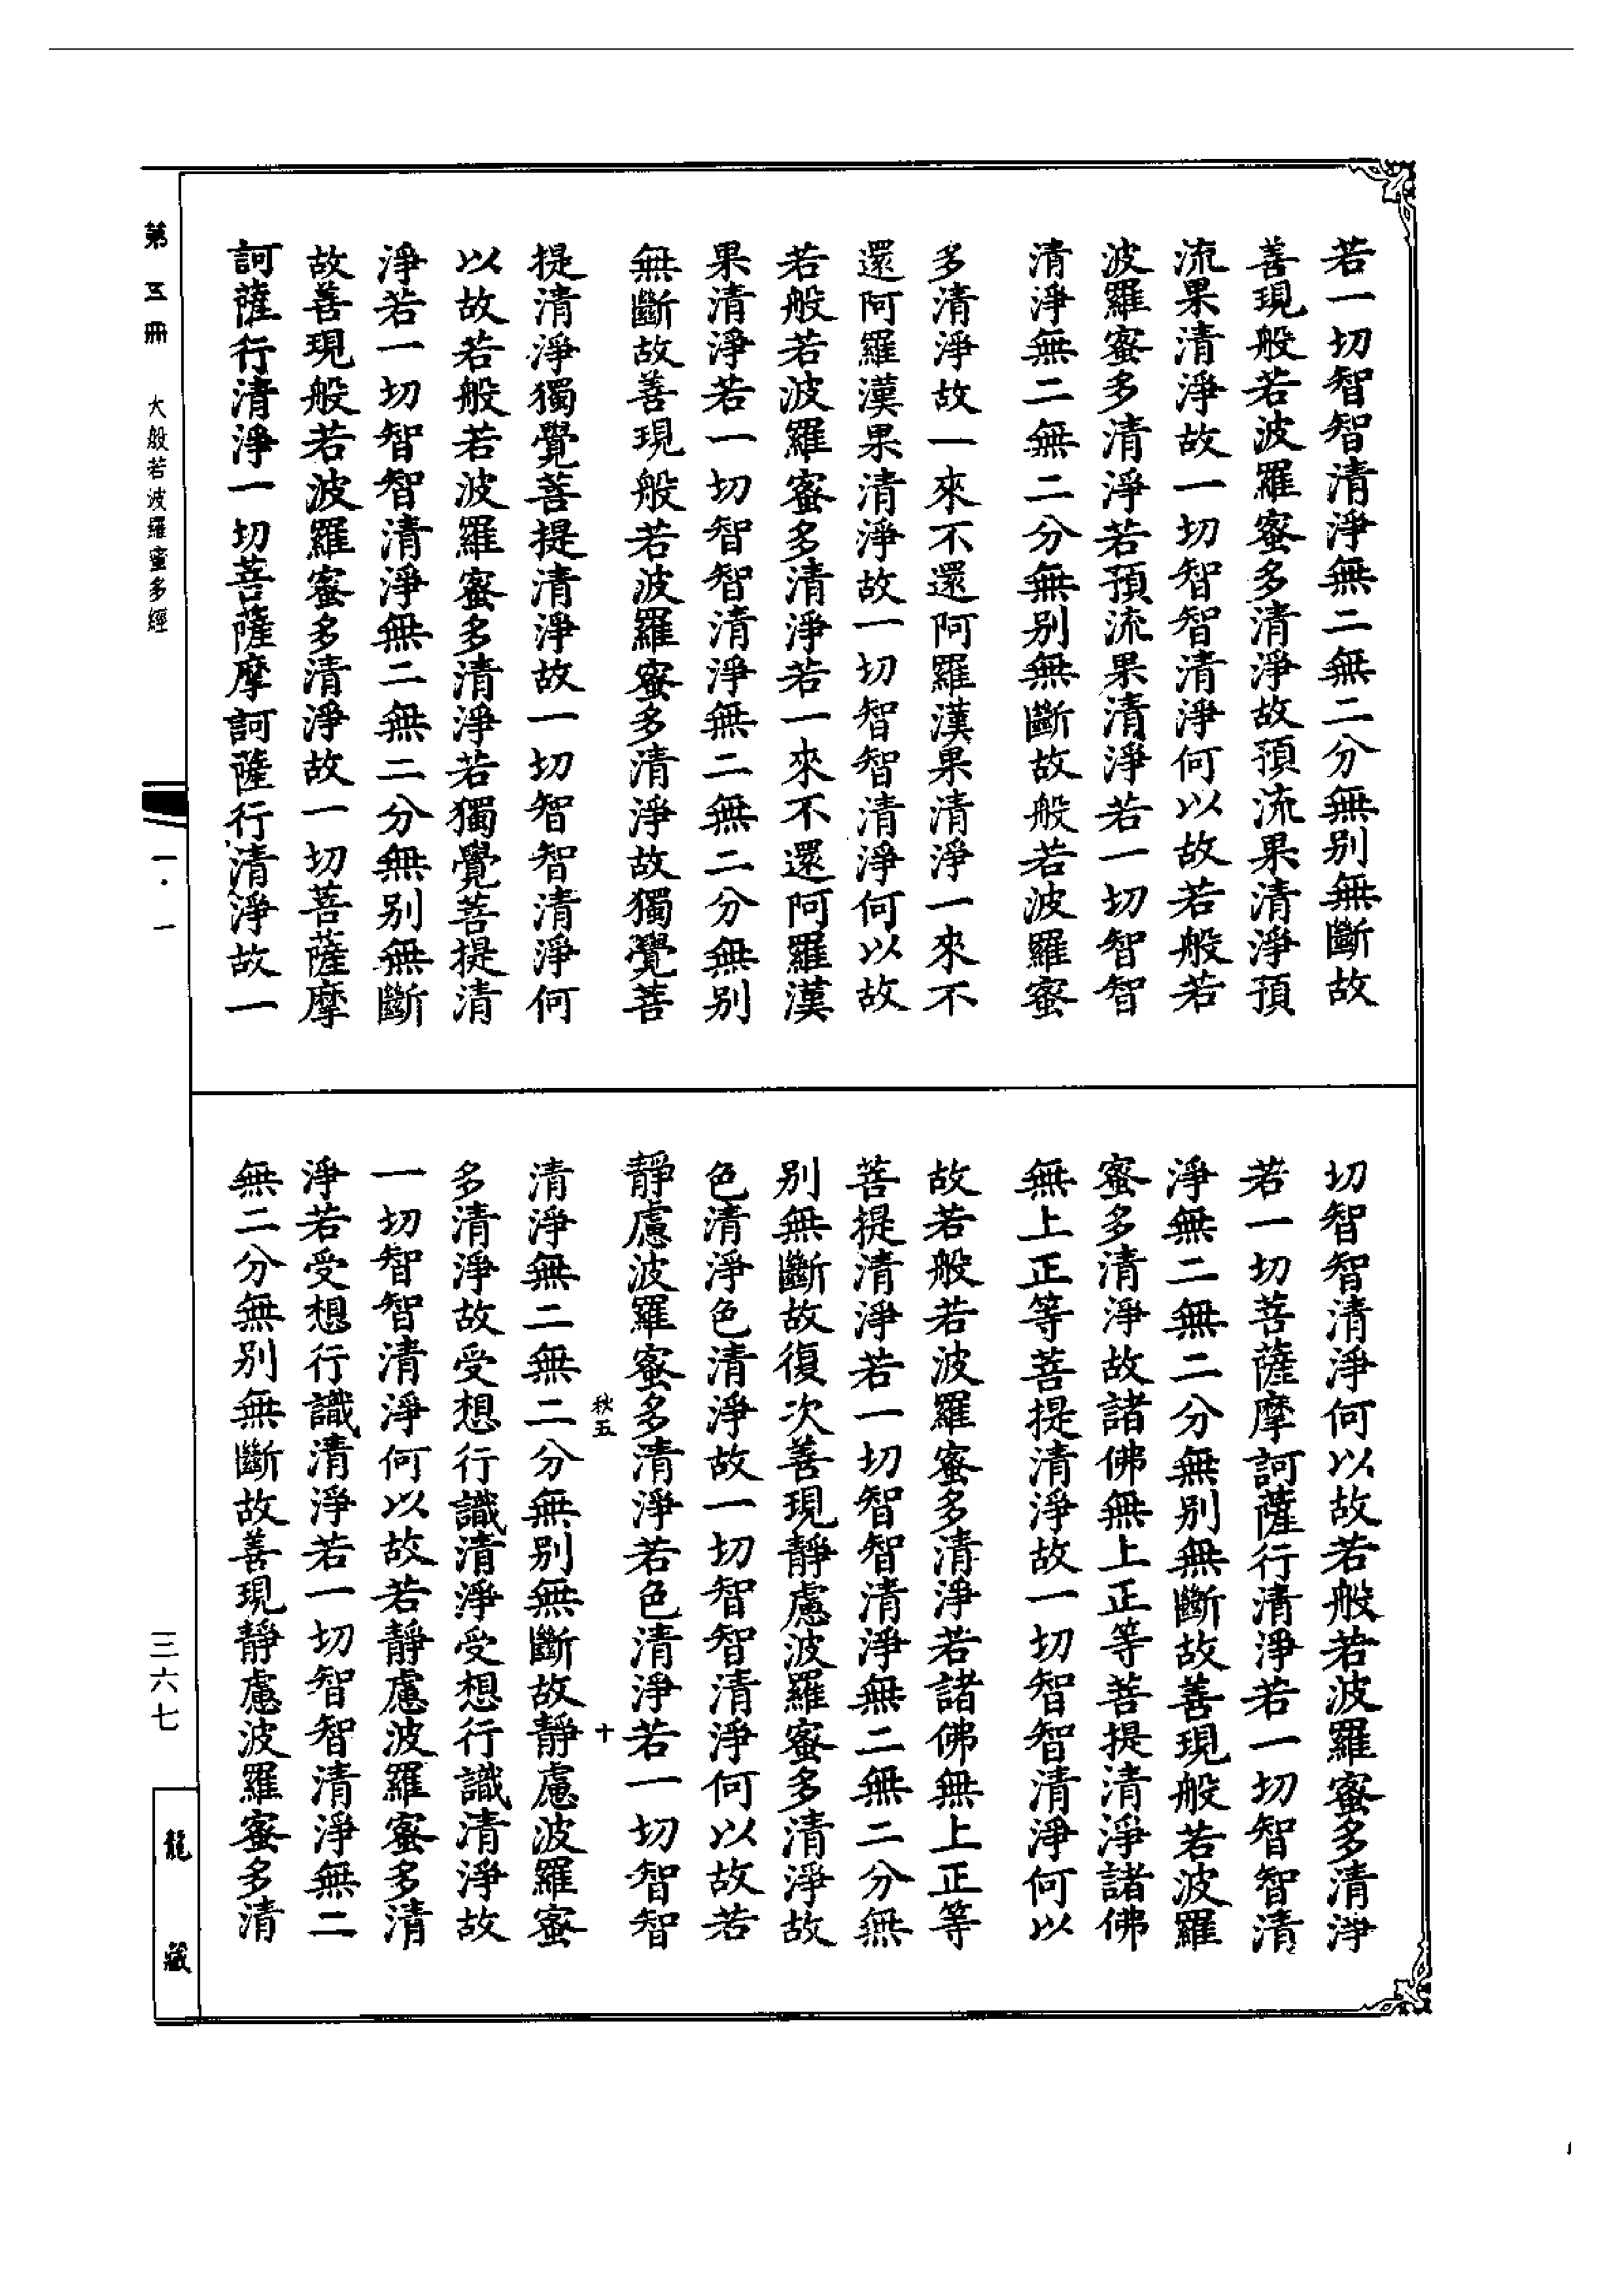 若一切智智清淨無二無二分無别無斷故
善現般若波羅蜜多清淨故預流果清淨預
流果清淨故一切智智清淨何以故若般若
波羅蜜多清淨若預流果清淨若一切智智
清淨無二無二分無别無斷故般若波羅蜜
多清淨故一來不還阿羅漢果清淨一來不
還阿羅漢果清淨故一切智智清淨何以故
若般若波羅蜜多清淨若一來不還阿羅漢
果清淨若一切智智清淨無二無二分無别
無斷故善現般若波羅蜜多清淨故獨覺菩
提清淨獨覺菩提清淨故一切智智清淨何
以故若般若波羅蜜多清淨若獨覺菩提清
淨若一切智智清淨無二無二分無别無斷
故善現般若波羅蜜多清淨故一切菩薩摩
訶薩行清淨一切菩薩摩訶薩行清淨故一
切智智清淨何以故若般若波羅蜜多清淨
若一切菩薩摩訶薩行清淨若一切智智清
淨無二無二分無别無斷故善現般若波羅
蜜多清淨故諸佛無上正等菩提清淨諸佛
無上正等菩提清淨故一切智智清淨何以
故若般若波羅蜜多清淨若諸佛無上正等
菩提清淨若一切智智清淨無二無二分無
别無斷故復次善現靜慮波羅蜜多清淨故
色清淨色清淨故一切智智清淨何以故若
靜慮波羅蜜多清淨若色清淨若一切智智
秋五 十
清淨無二無二分無别無斷故靜慮波羅蜜
多清淨故受想行識清淨受想行識清淨故
一切智智清淨何以故若靜慮波羅蜜多清
淨若受想行識清淨若一切智智清淨無二
無二分無别無斷故善現靜慮波羅蜜多清
第五冊 大般若波羅蜜多經
一·一
三六七
龍藏